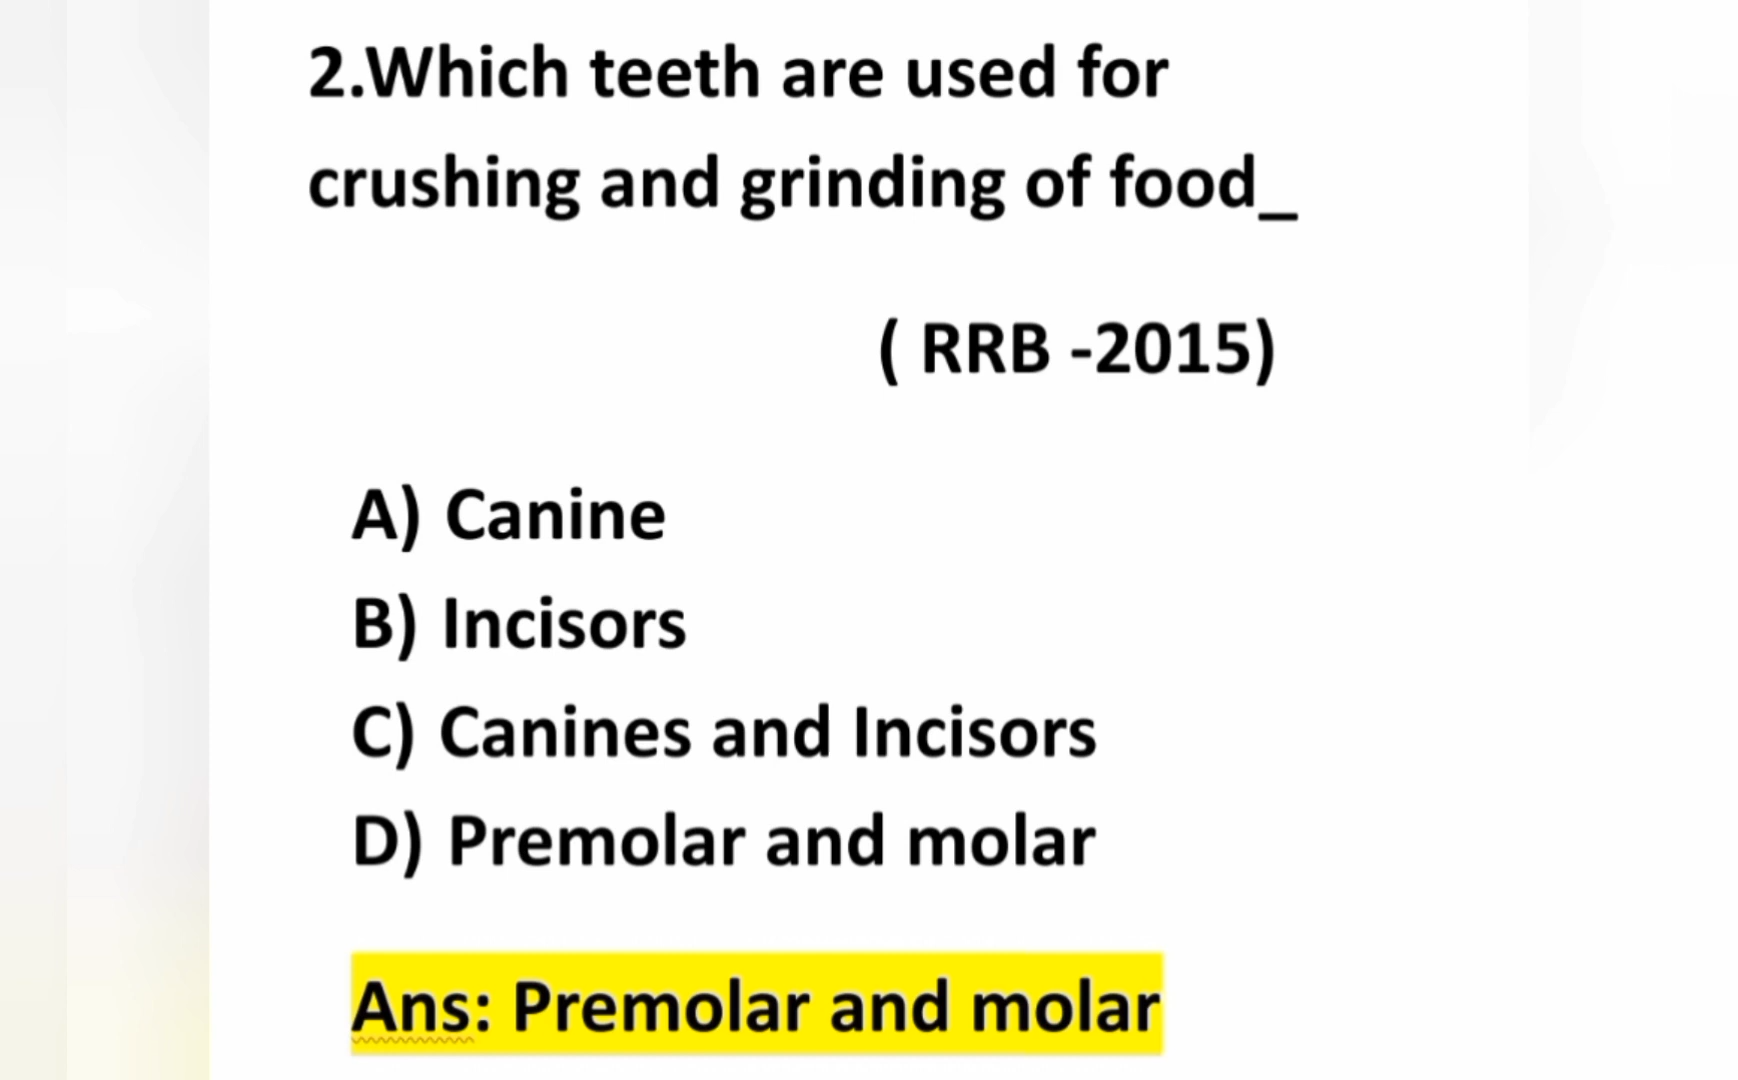 2.Which teeth are used for
crushing and grinding of food_
( RRB -2015)
A) Canine
B) Incisors
C) Canines and Incisors
D) Premolar and molar
Ans: Premolar and molar